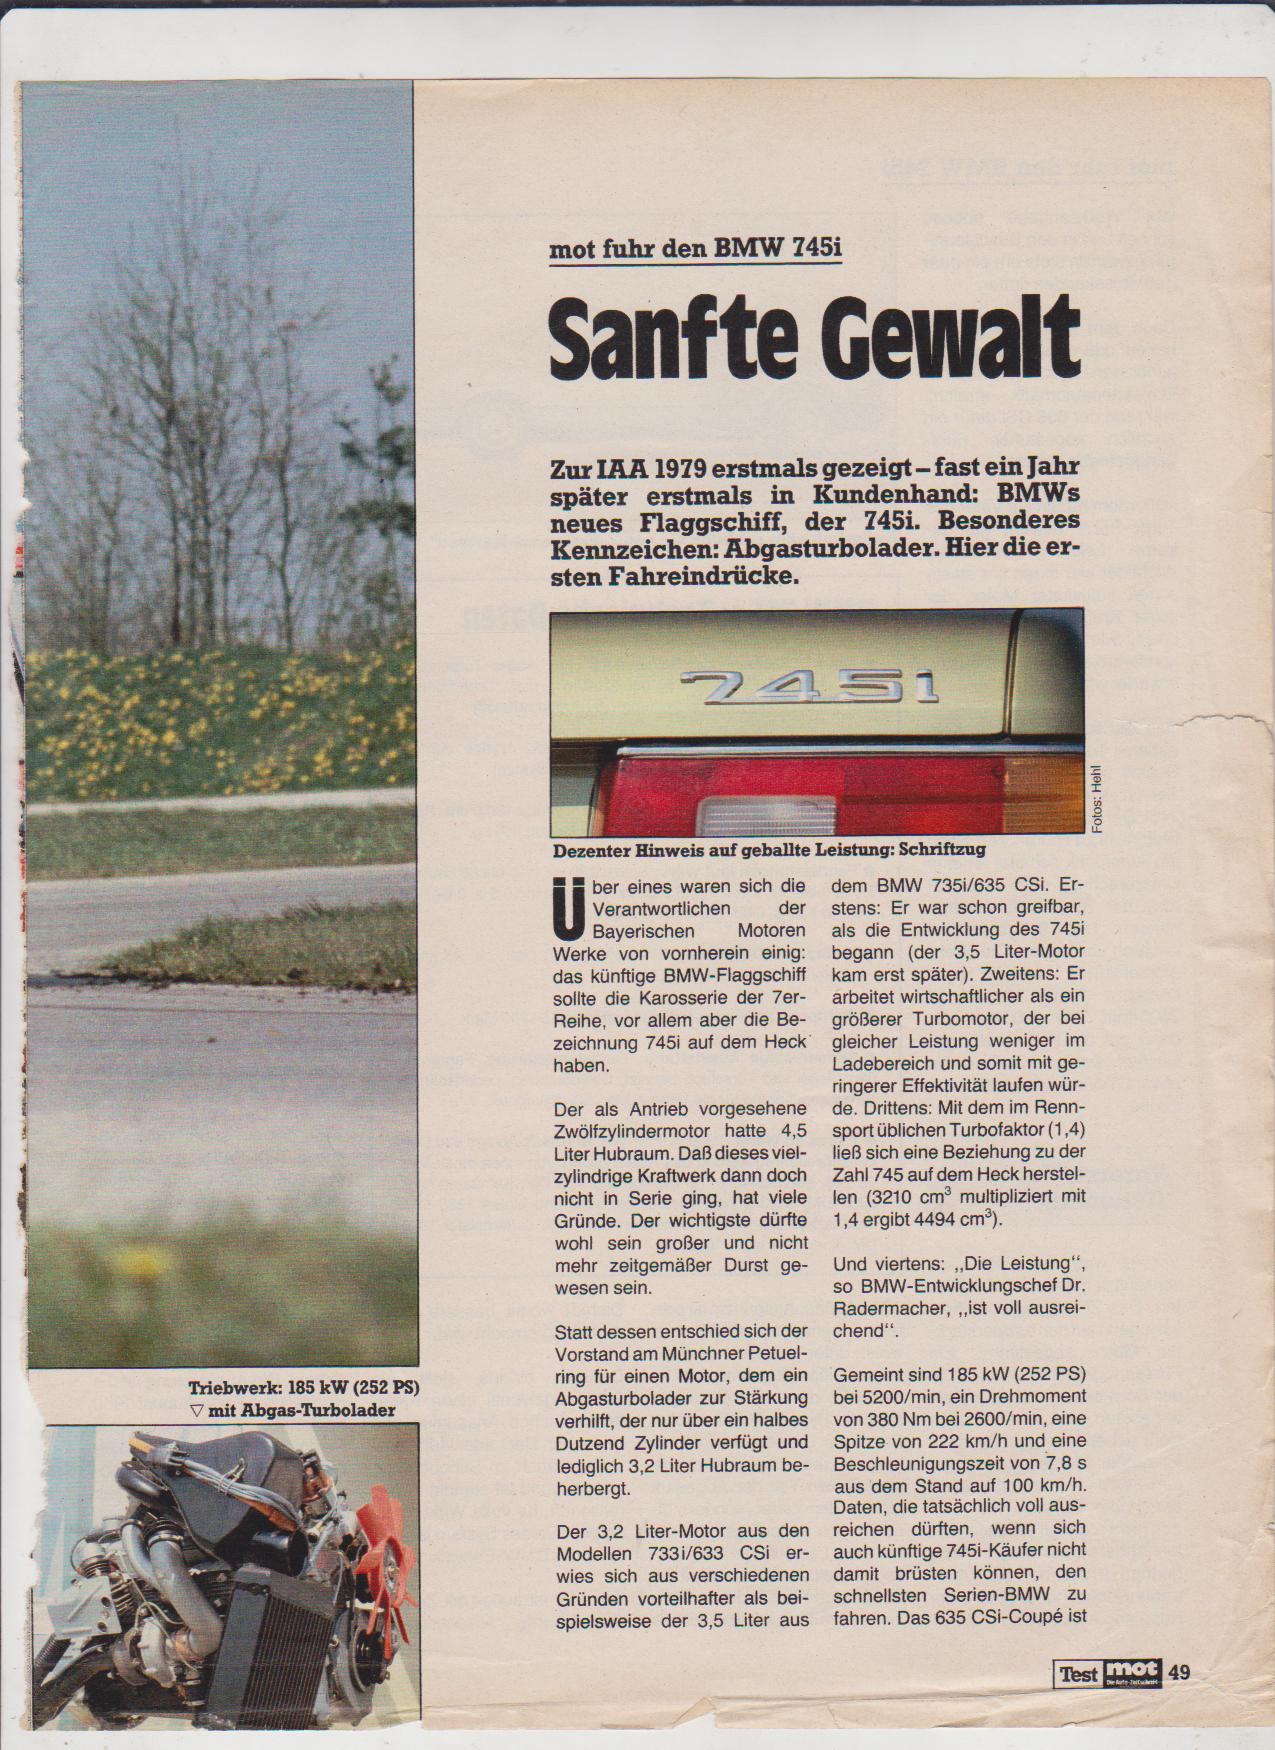 mot fuhr den BMW 745i
Sanfte Gewalt
Zur IAA 1979 erstmals gezeigt – fast ein Jahr
später erstmals in Kundenhand: BMWs
neues Flaggschiff, der 745i. Besonderes
Kennzeichen: Abgasturbolader. Hier die er-
sten Fahreindrücke.
745i
Fotos: Hehl
Dezenter Hinweis auf geballte Leistung: Schriftzug
Über eines waren sich die
Verantwortlichen der
Bayerischen Motoren
Werke von vornherein einig:
das künftige BMW-Flaggschiff
sollte die Karosserie der 7er-
Reihe, vor allem aber die Be-
zeichnung 745i auf dem Heck
haben.
Der als Antrieb vorgesehene
Zwölfzylindermotor hatte 4,5
Liter Hubraum. Daß dieses viel-
zylindrige Kraftwerk dann doch
nicht in Serie ging, hat viele
Gründe. Der wichtigste dürfte
wohl sein großer und nicht
mehr zeitgemäßer Durst ge-
wesen sein.
Statt dessen entschied sich der
Vorstand am Münchner Petuel-
ring für einen Motor, dem ein
Abgasturbolader zur Stärkung
verhilft, der nur über ein halbes
Dutzend Zylinder verfügt und
lediglich 3,2 Liter Hubraum be-
herbergt.
Der 3,2 Liter-Motor aus den
Modellen 733i/633 CSi er-
wies sich aus verschiedenen
Gründen vorteilhafter als bei-
spielsweise der 3,5 Liter aus
dem BMW 735i/635 CSi. Er-
stens: Er war schon greifbar,
als die Entwicklung des 745i
begann (der 3,5 Liter-Motor
kam erst später). Zweitens: Er
arbeitet wirtschaftlicher als ein
größerer Turbomotor, der bei
gleicher Leistung weniger im
Ladebereich und somit mit ge-
ringerer Effektivität laufen wür-
de. Drittens: Mit dem im Renn-
sport üblichen Turbofaktor (1,4)
ließ sich eine Beziehung zu der
Zahl 745 auf dem Heck herstel-
len (3210 cm³ multipliziert mit
1,4 ergibt 4494 cm³).
Und viertens: ,,Die Leistung“,
so BMW-Entwicklungschef Dr.
Radermacher, ,,ist voll ausrei-
chend“.
Gemeint sind 185 kW (252 PS)
bei 5200/min, ein Drehmoment
von 380 Nm bei 2600/min, eine
Spitze von 222 km/h und eine
Beschleunigungszeit von 7,8 s
aus dem Stand auf 100 km/h.
Daten, die tatsächlich voll aus-
reichen dürften, wenn sich
auch künftige 745i-Käufer nicht
damit brüsten können, den
schnellsten Serien-BMW zu
fahren. Das 635 CSi-Coupé ist
Triebwerk: 185 kW (252 PS)
▽ mit Abgas-Turbolader
Test mot 49
Die Auto-Zeitschrift